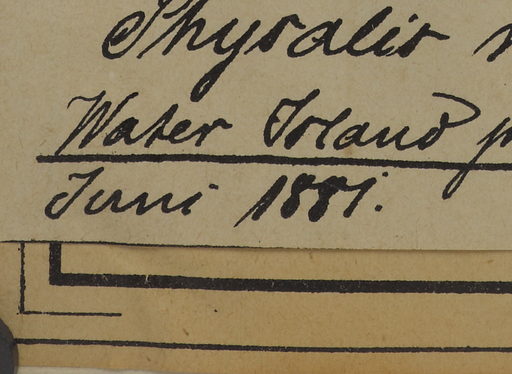 Physalis
Water Island
Juni 1881.